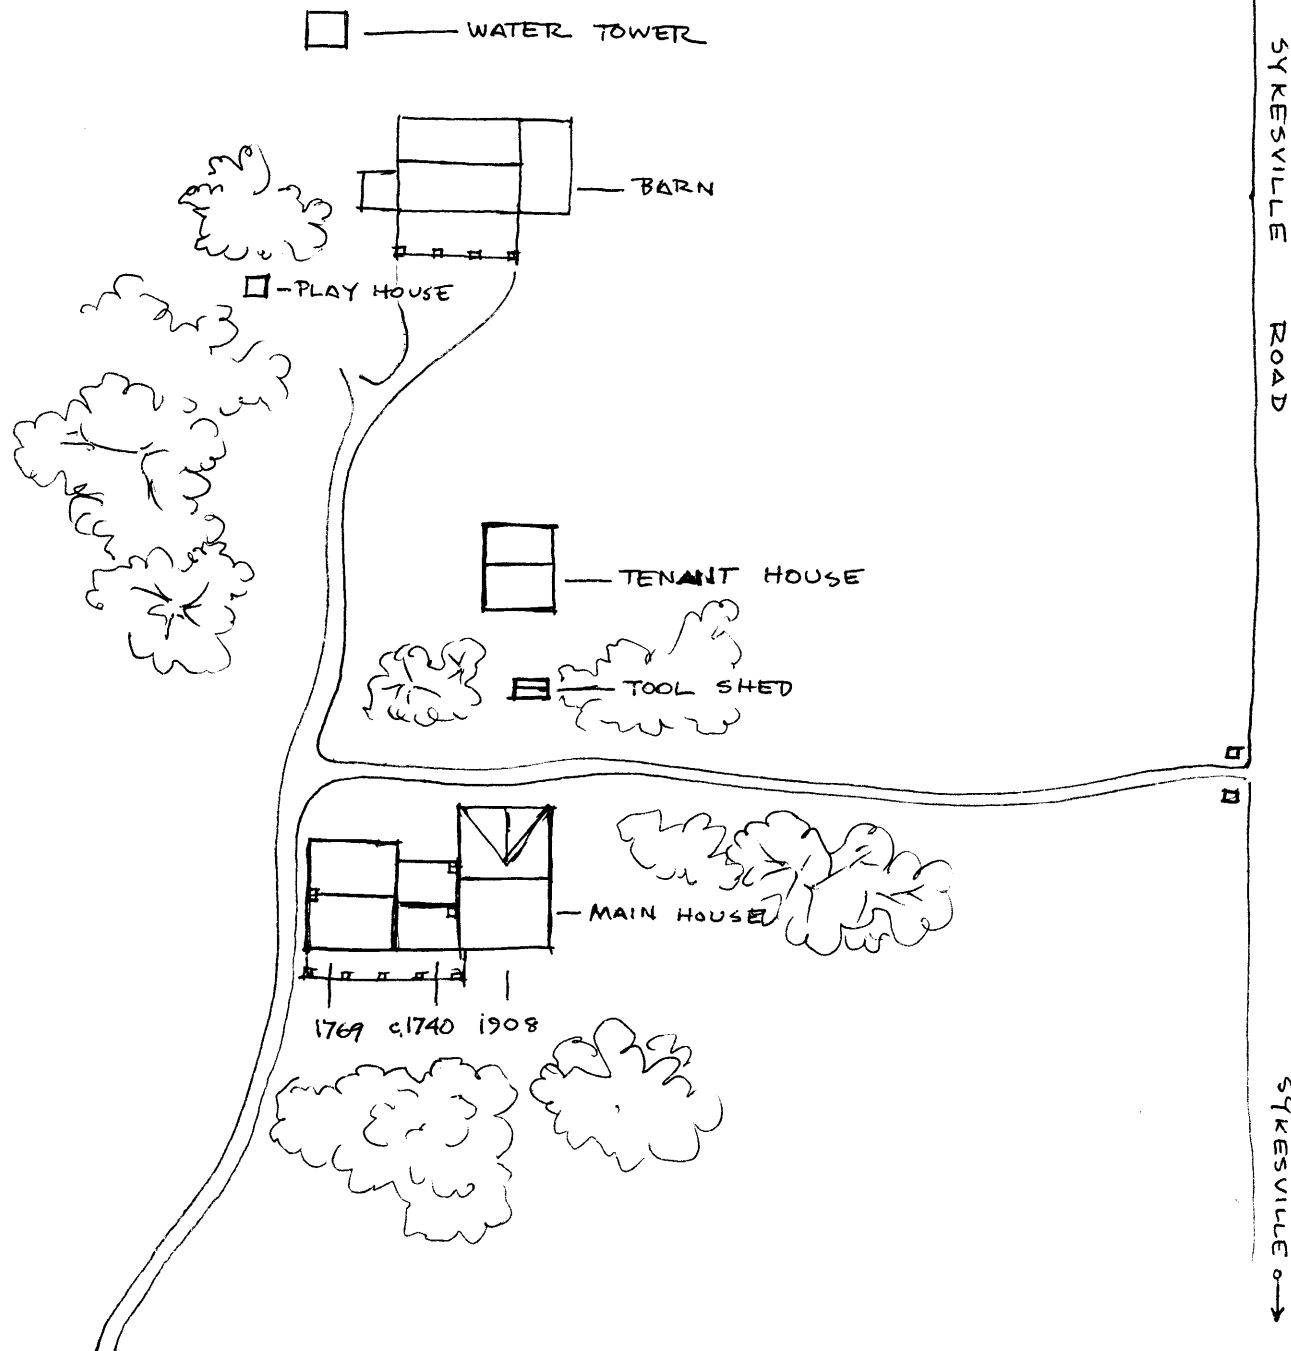 WATER TOWER
BARN
PLAY HOUSE
TENANT HOUSE
TOOL SHED
MAIN HOUSE
1769 c.1740 1908
SYKESVILLE ROAD
SYKESVILLE